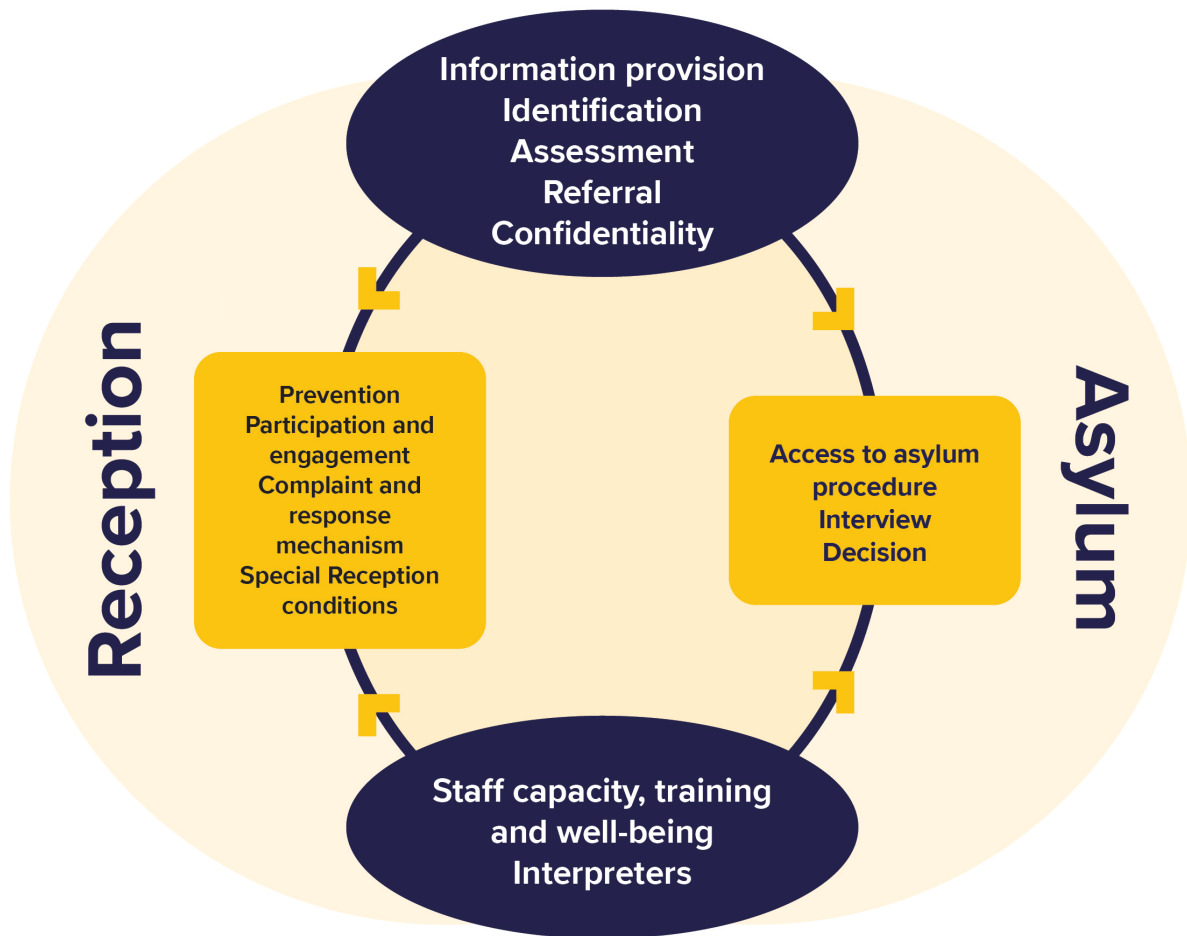 Information provision
Identification
Assessment
Referral
Confidentiality
Reception
Prevention
Participation and
engagement
Complaint and
response
mechanism
Special Reception
conditions
Access to asylum
procedure
Interview
Decision
Asylum
Staff capacity, training
and well-being
Interpreters